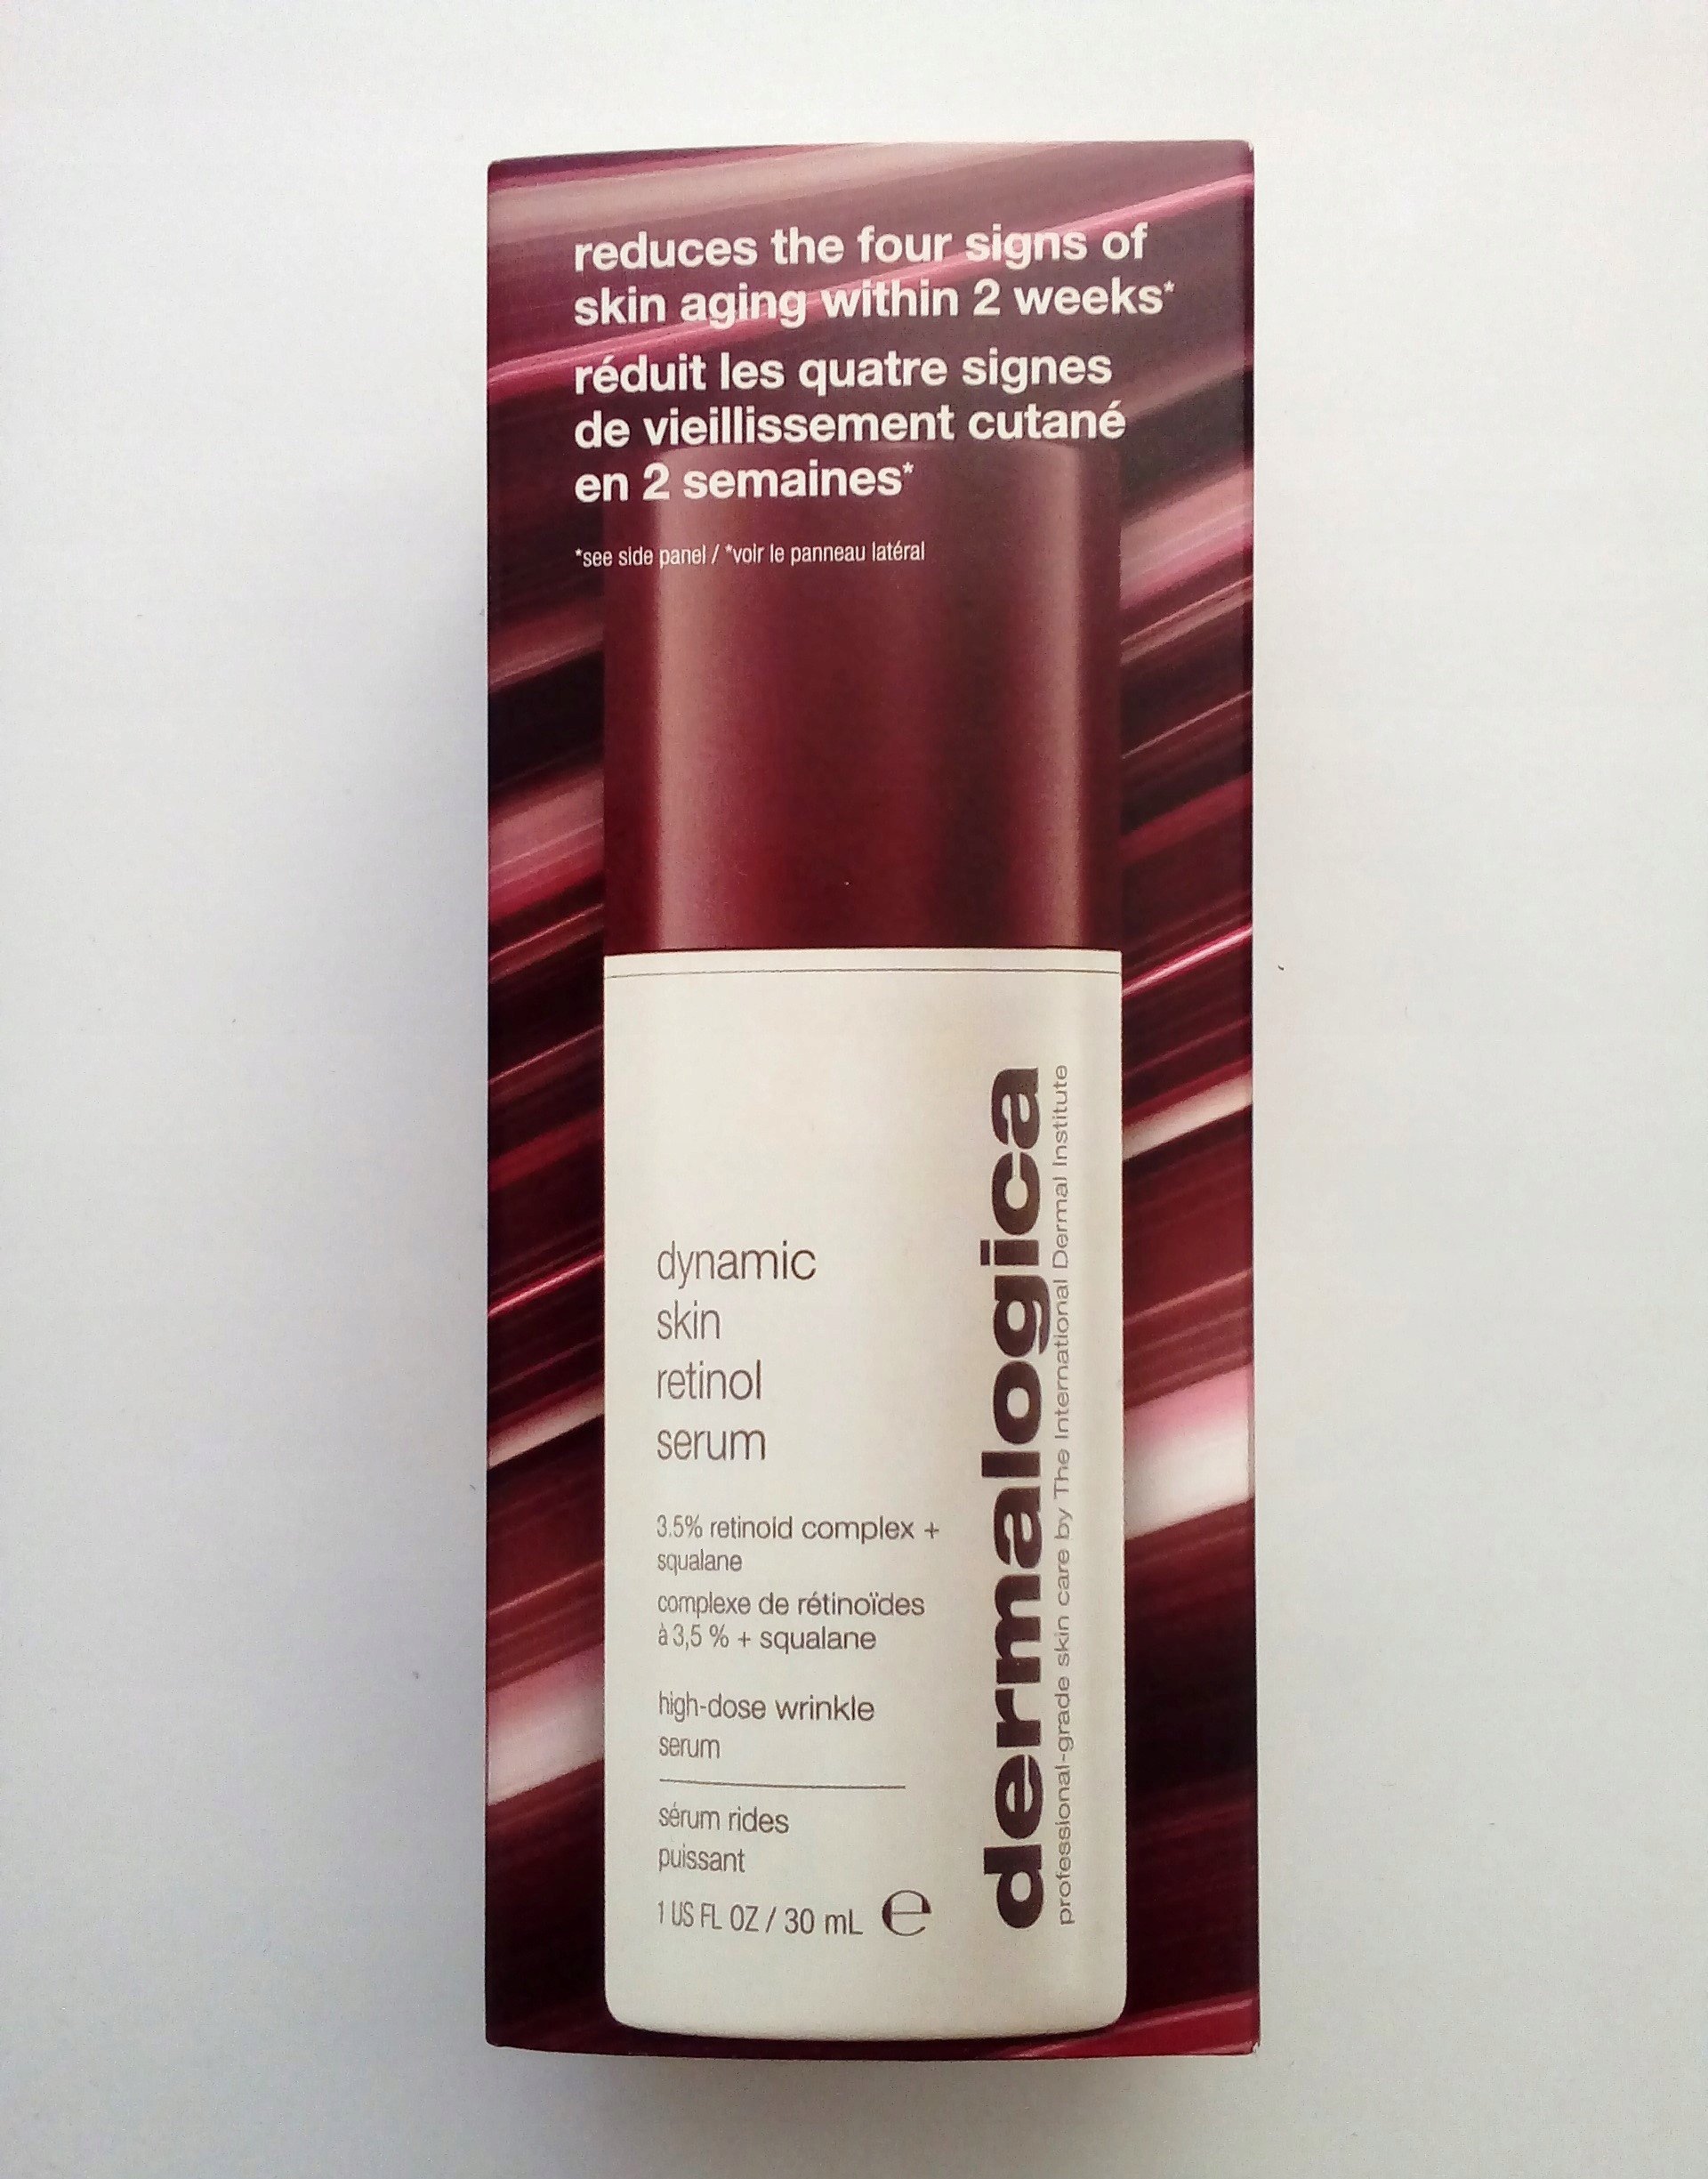 reduces the four signs of
skin aging within 2 weeks*
réduit les quatre signes
de vieillissement cutané
en 2 semaines*
*see side panel / *voir le panneau latéral
dynamic
skin
retinol
serum
3.5% retinoid complex +
squalane
complexe de rétinoïdes
à 3,5 % + squalane
high-dose wrinkle
serum
sérum rides
puissant
1 US FL OZ / 30 mL ℮
dermalogica
professional-grade skin care by The International Dermal Institute